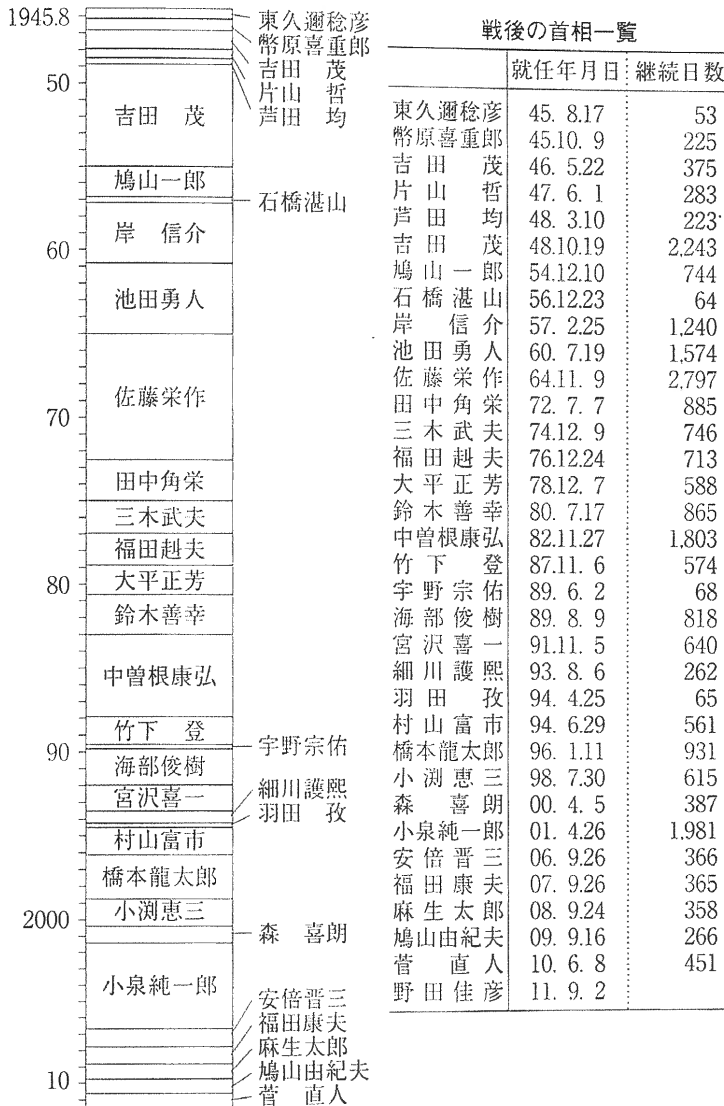 1945.8
東久邇稔彦
幣原喜重郎
吉田　茂
50
片山　哲
芦田　均
吉田　茂
鳩山一郎
石橋湛山
岸　信介
60
池田勇人
佐藤栄作
70
田中角栄
三木武夫
福田赳夫
80
大平正芳
鈴木善幸
中曽根康弘
竹下　登
宇野宗佑
90
海部俊樹
宮沢喜一
細川護熙
羽田　孜
村山富市
橋本龍太郎
小渕恵三
2000
森　喜朗
小泉純一郎
安倍晋三
福田康夫
麻生太郎
鳩山由紀夫
10
菅　直人
戦後の首相一覧
就任年月日 継続日数
東久邇稔彦 45. 8.17 53
幣原喜重郎 45.10. 9 225
吉田　茂 46. 5.22 375
片山　哲 47. 6. 1 283
芦田　均 48. 3.10 223
吉田　茂 48.10.19 2,243
鳩山一郎 54.12.10 744
石橋湛山 56.12.23 64
岸　信介 57. 2.25 1,240
池田勇人 60. 7.19 1,574
佐藤栄作 64.11. 9 2,797
田中角栄 72. 7. 7 885
三木武夫 74.12. 9 746
福田赳夫 76.12.24 713
大平正芳 78.12. 7 588
鈴木善幸 80. 7.17 865
中曽根康弘 82.11.27 1,803
竹下　登 87.11. 6 574
宇野宗佑 89. 6. 2 68
海部俊樹 89. 8. 9 818
宮沢喜一 91.11. 5 640
細川護熙 93. 8. 6 262
羽田　孜 94. 4.25 65
村山富市 94. 6.29 561
橋本龍太郎 96. 1.11 931
小渕恵三 98. 7.30 615
森　喜朗 00. 4. 5 387
小泉純一郎 01. 4.26 1,981
安倍晋三 06. 9.26 366
福田康夫 07. 9.26 365
麻生太郎 08. 9.24 358
鳩山由紀夫 09. 9.16 266
菅　直人 10. 6. 8 451
野田佳彦 11. 9. 2